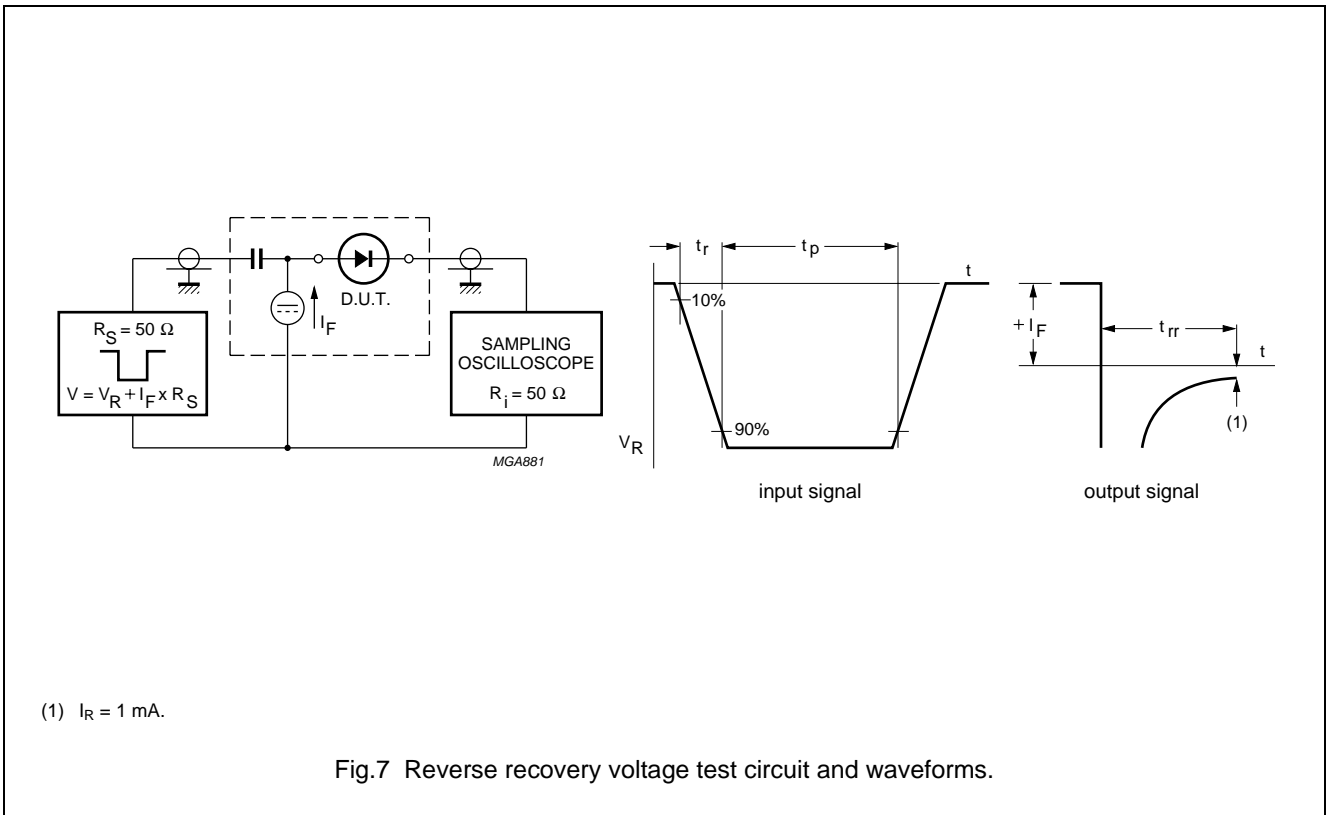 D.U.T.
I_F
R_S = 50 Ω
V = V_R + I_F x R_S
SAMPLING
OSCILLOSCOPE
R_i = 50 Ω
MGA881
t_r
t_p
t
10%
90%
V_R
input signal
+ I_F
t_rr
t
(1)
output signal
(1) I_R = 1 mA.
Fig.7 Reverse recovery voltage test circuit and waveforms.